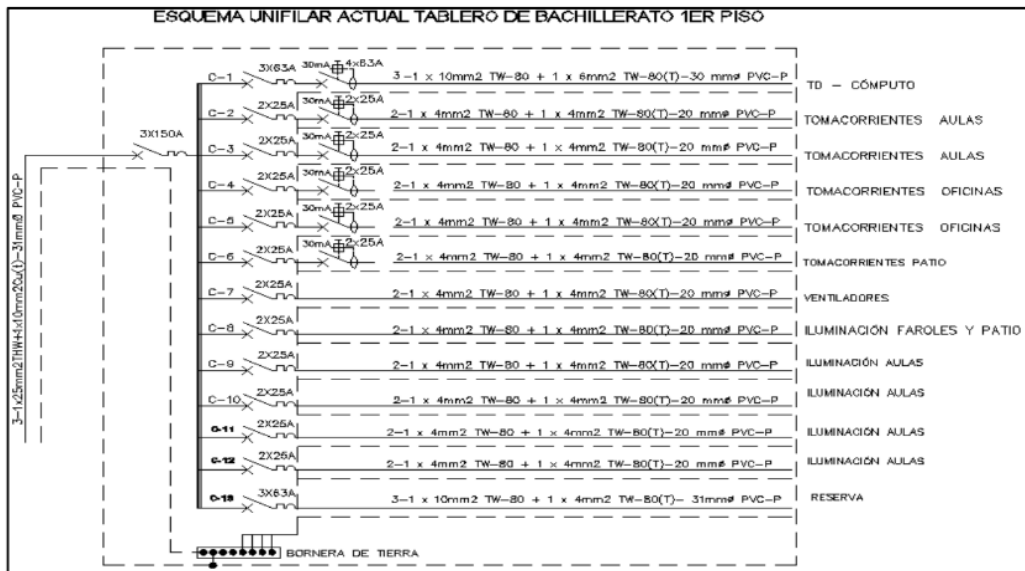 ESQUEMA UNIFILAR ACTUAL TABLERO DE BACHILLERATO 1ER PISO
3-1x25mm2THW+1x10mm2Cu(t)-31mmØ PVC-P
3X150A
C-1 3X63A 30mA 4x63A 3-1 x 10mm2 TW-80 + 1 x 6mm2 TW-80(T)-30 mmø PVC-P TD - CÓMPUTO
C-2 2X25A 30mA 2x25A 2-1 x 4mm2 TW-80 + 1 x 4mm2 TW-80(T)-20 mmø PVC-P TOMACORRIENTES AULAS
C-3 2X25A 30mA 2x25A 2-1 x 4mm2 TW-80 + 1 x 4mm2 TW-80(T)-20 mmø PVC-P TOMACORRIENTES AULAS
C-4 2X25A 30mA 2x25A 2-1 x 4mm2 TW-80 + 1 x 4mm2 TW-80(T)-20 mmø PVC-P TOMACORRIENTES OFICINAS
C-5 2X25A 30mA 2x25A 2-1 x 4mm2 TW-80 + 1 x 4mm2 TW-80(T)-20 mmø PVC-P TOMACORRIENTES OFICINAS
C-6 2X25A 30mA 2x25A 2-1 x 4mm2 TW-80 + 1 x 4mm2 TW-80(T)-20 mmø PVC-P TOMACORRIENTES PATIO
C-7 2X25A 2-1 x 4mm2 TW-80 + 1 x 4mm2 TW-80(T)-20 mmø PVC-P VENTILADORES
C-8 2X25A 2-1 x 4mm2 TW-80 + 1 x 4mm2 TW-80(T)-20 mmø PVC-P ILUMINACIÓN FAROLES Y PATIO
C-9 2X25A 2-1 x 4mm2 TW-80 + 1 x 4mm2 TW-80(T)-20 mmø PVC-P ILUMINACIÓN AULAS
C-10 2X25A 2-1 x 4mm2 TW-80 + 1 x 4mm2 TW-80(T)-20 mmø PVC-P ILUMINACIÓN AULAS
C-11 2X25A 2-1 x 4mm2 TW-80 + 1 x 4mm2 TW-80(T)-20 mmø PVC-P ILUMINACIÓN AULAS
C-12 2X25A 2-1 x 4mm2 TW-80 + 1 x 4mm2 TW-80(T)-20 mmø PVC-P ILUMINACIÓN AULAS
C-13 3X63A 3-1 x 10mm2 TW-80 + 1 x 4mm2 TW-80(T)- 31mmø PVC-P RESERVA
BORNERA DE TIERRA